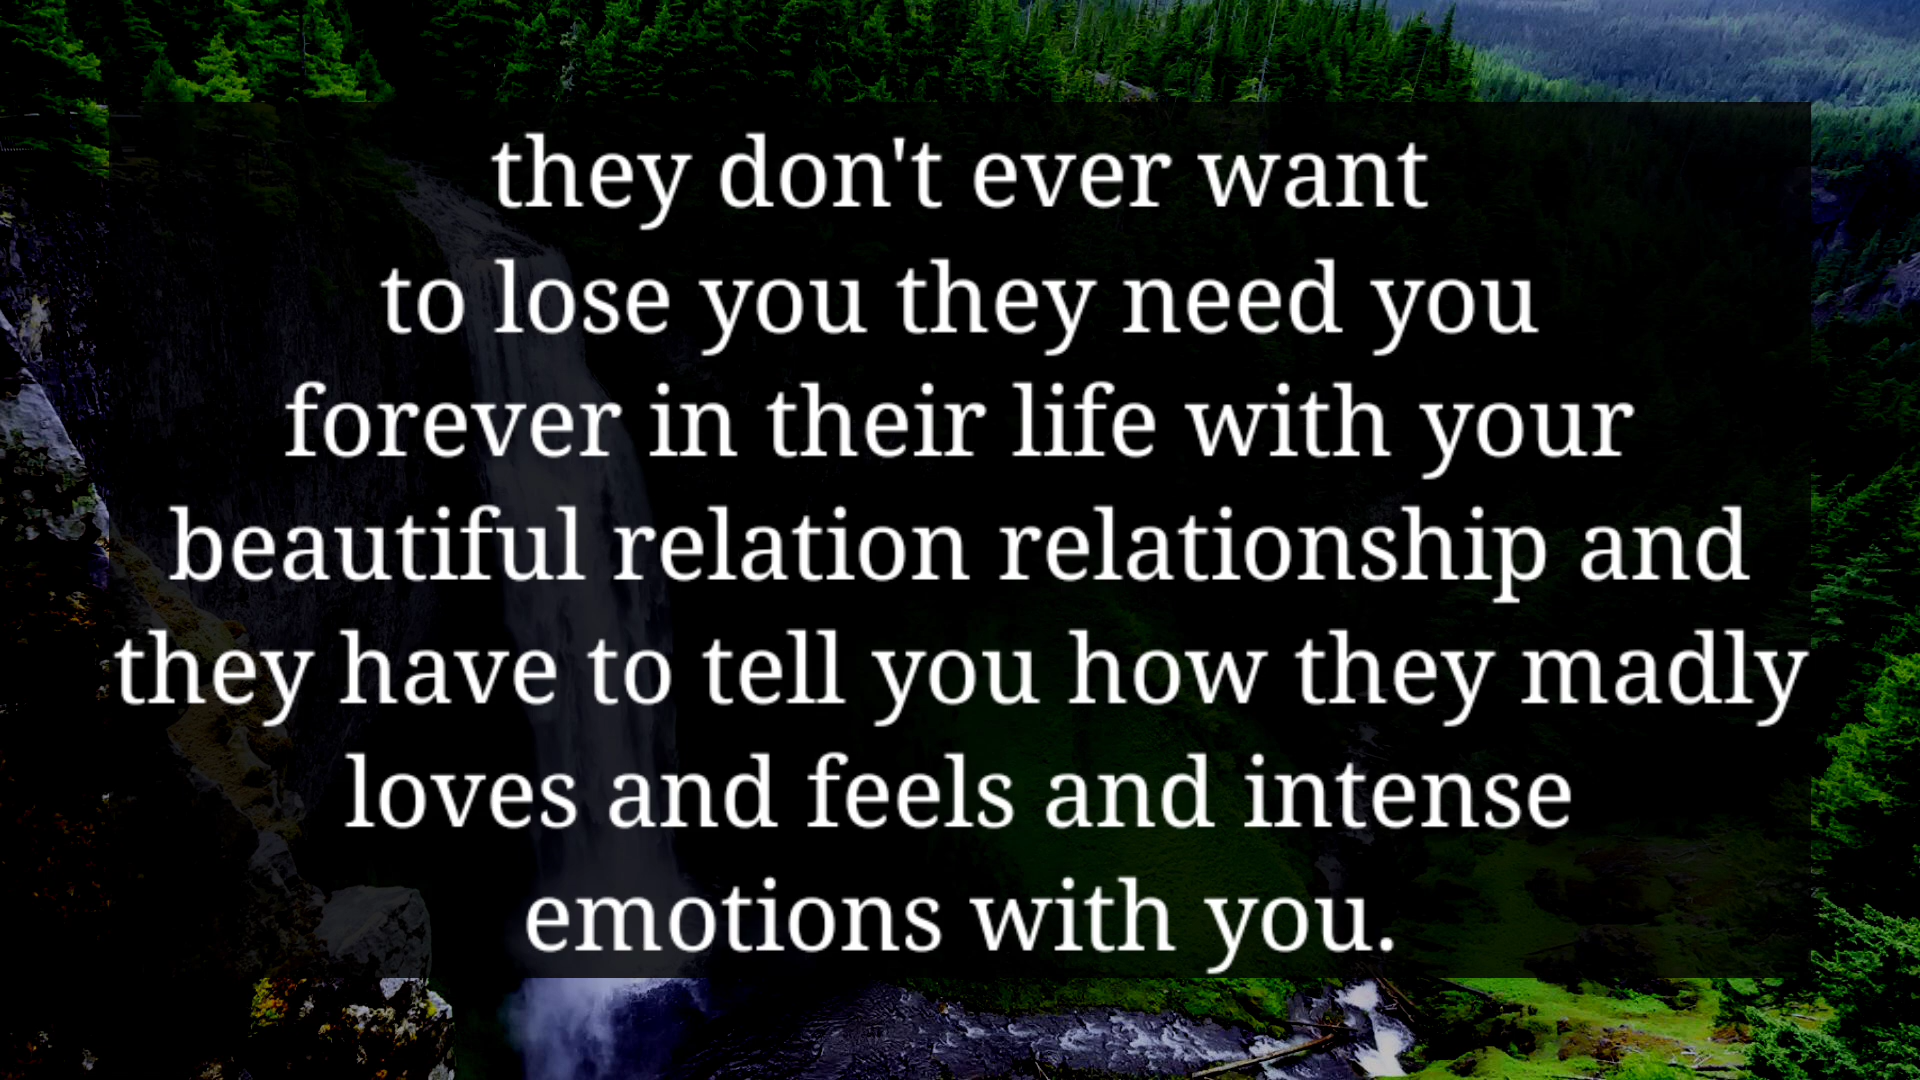 they don't ever want
to lose you they need you
forever in their life with your
beautiful relation relationship and
they have to tell you how they madly
loves and feels and intense
emotions with you.